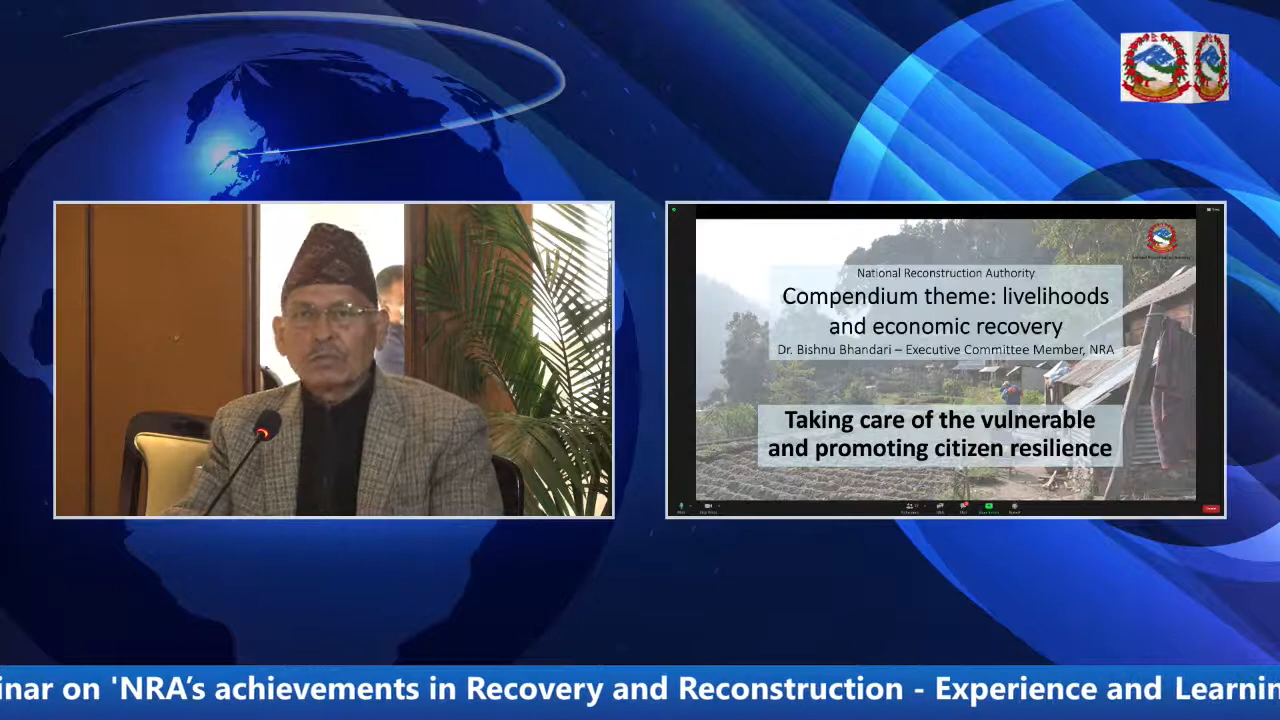 National Reconstruction Authority
Compendium theme: livelihoods
and economic recovery
Dr. Bishnu Bhandari – Executive Committee Member, NRA
Taking care of the vulnerable
and promoting citizen resilience
inar on 'NRA’s achievements in Recovery and Reconstruction - Experience and Learnin